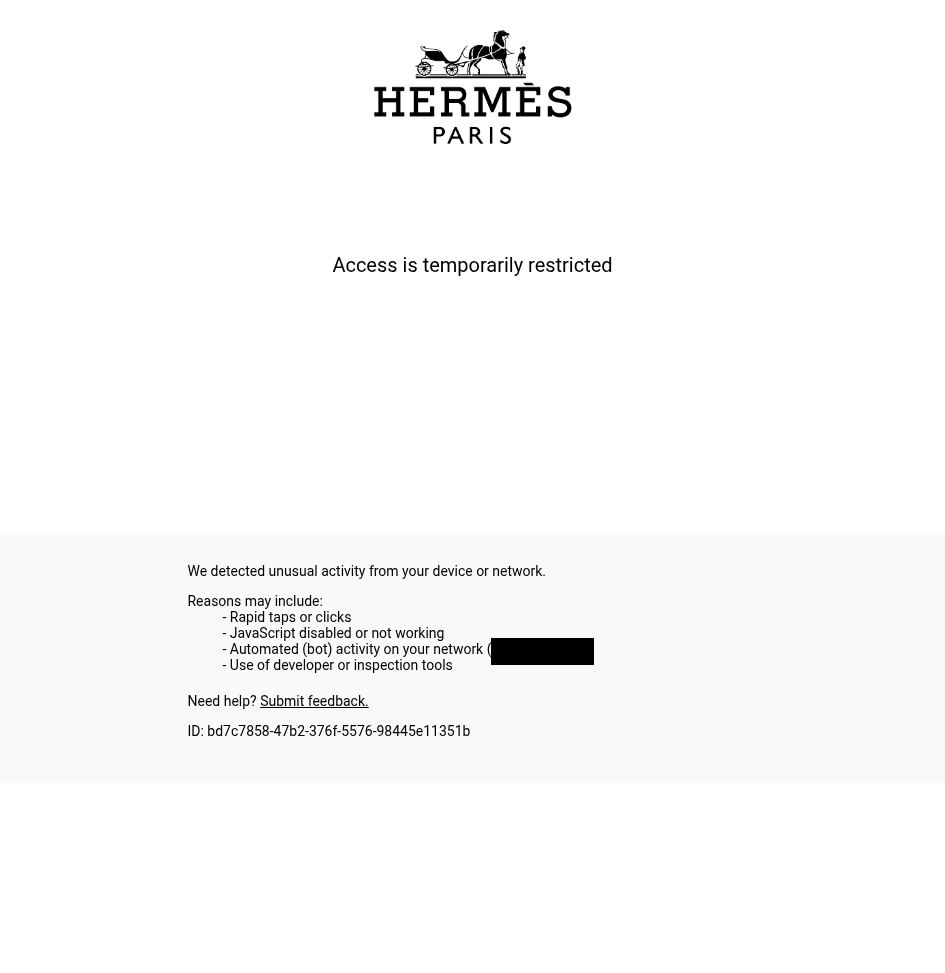 HERMÈS
PARIS
Access is temporarily restricted
We detected unusual activity from your device or network.
Reasons may include:
- Rapid taps or clicks
- JavaScript disabled or not working
- Automated (bot) activity on your network (
- Use of developer or inspection tools
Need help? Submit feedback.
ID: bd7c7858-47b2-376f-5576-98445e11351b